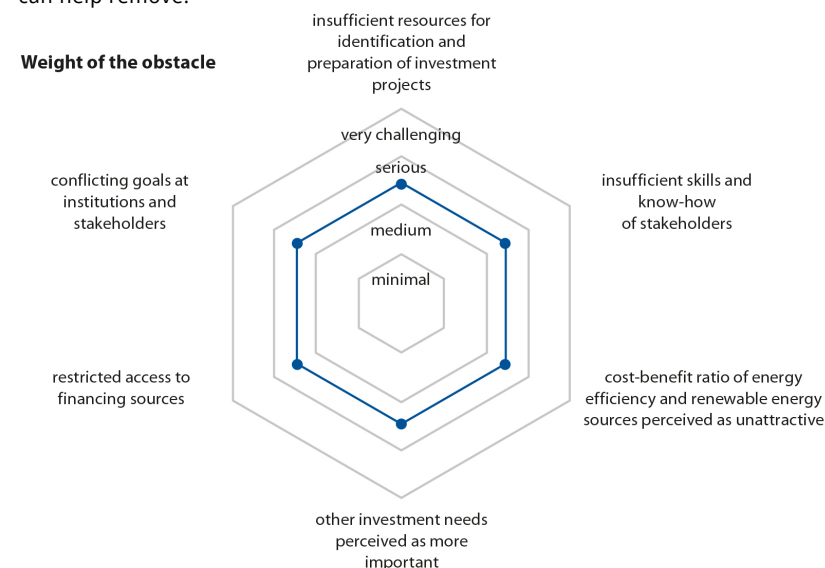 can help remove?
insufficient resources for
identification and
preparation of investment
projects
Weight of the obstacle
very challenging
serious
medium
minimal
conflicting goals at
institutions and
stakeholders
insufficient skills and
know-how
of stakeholders
restricted access to
financing sources
cost-benefit ratio of energy
efficiency and renewable energy
sources perceived as unattractive
other investment needs
perceived as more
important